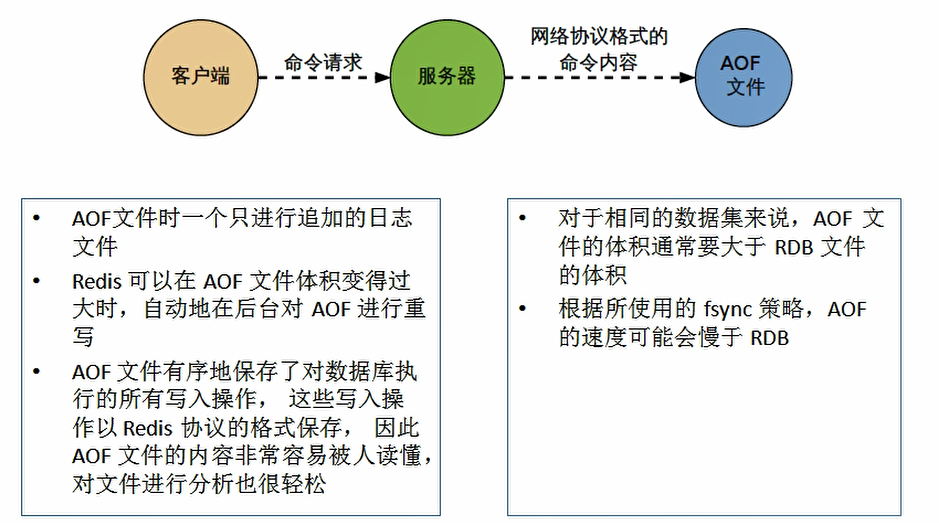 客户端
命令请求
服务器
网络协议格式的
命令内容
AOF
文件
• AOF文件时一个只进行追加的日志
文件
• Redis 可以在 AOF 文件体积变得过
大时，自动地在后台对 AOF 进行重
写
• AOF 文件有序地保存了对数据库执
行的所有写入操作， 这些写入操
作以 Redis 协议的格式保存， 因此
AOF 文件的内容非常容易被人读懂，
对文件进行分析也很轻松
• 对于相同的数据集来说，AOF 文
件的体积通常要大于 RDB 文件
的体积
• 根据所使用的 fsync 策略，AOF
的速度可能会慢于 RDB